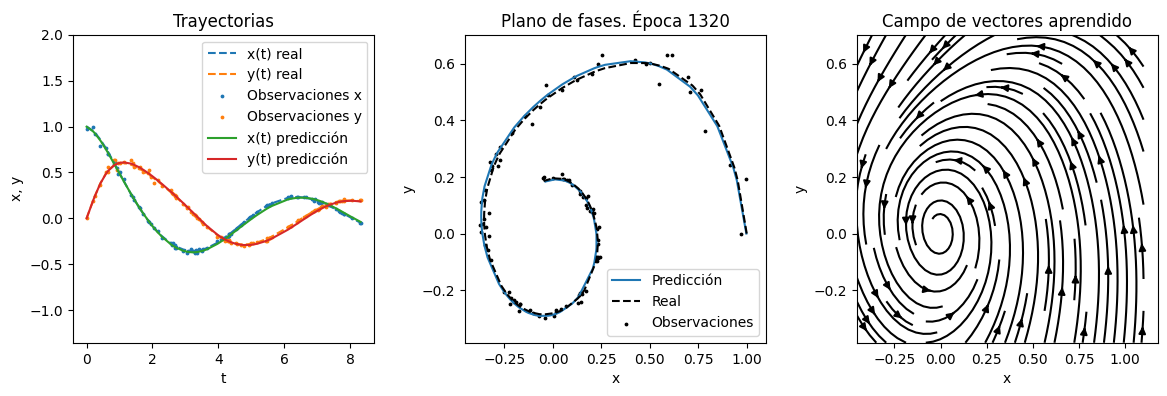 Trayectorias
2.0
1.5
1.0
0.5
0.0
−0.5
−1.0
x, y
0
2
4
6
8
t
x(t) real
y(t) real
Observaciones x
Observaciones y
x(t) predicción
y(t) predicción
Plano de fases. Época 1320
0.6
0.4
0.2
0.0
−0.2
y
−0.25
0.00
0.25
0.50
0.75
1.00
x
Predicción
Real
Observaciones
Campo de vectores aprendido
0.6
0.4
0.2
0.0
−0.2
y
−0.25
0.00
0.25
0.50
0.75
1.00
x